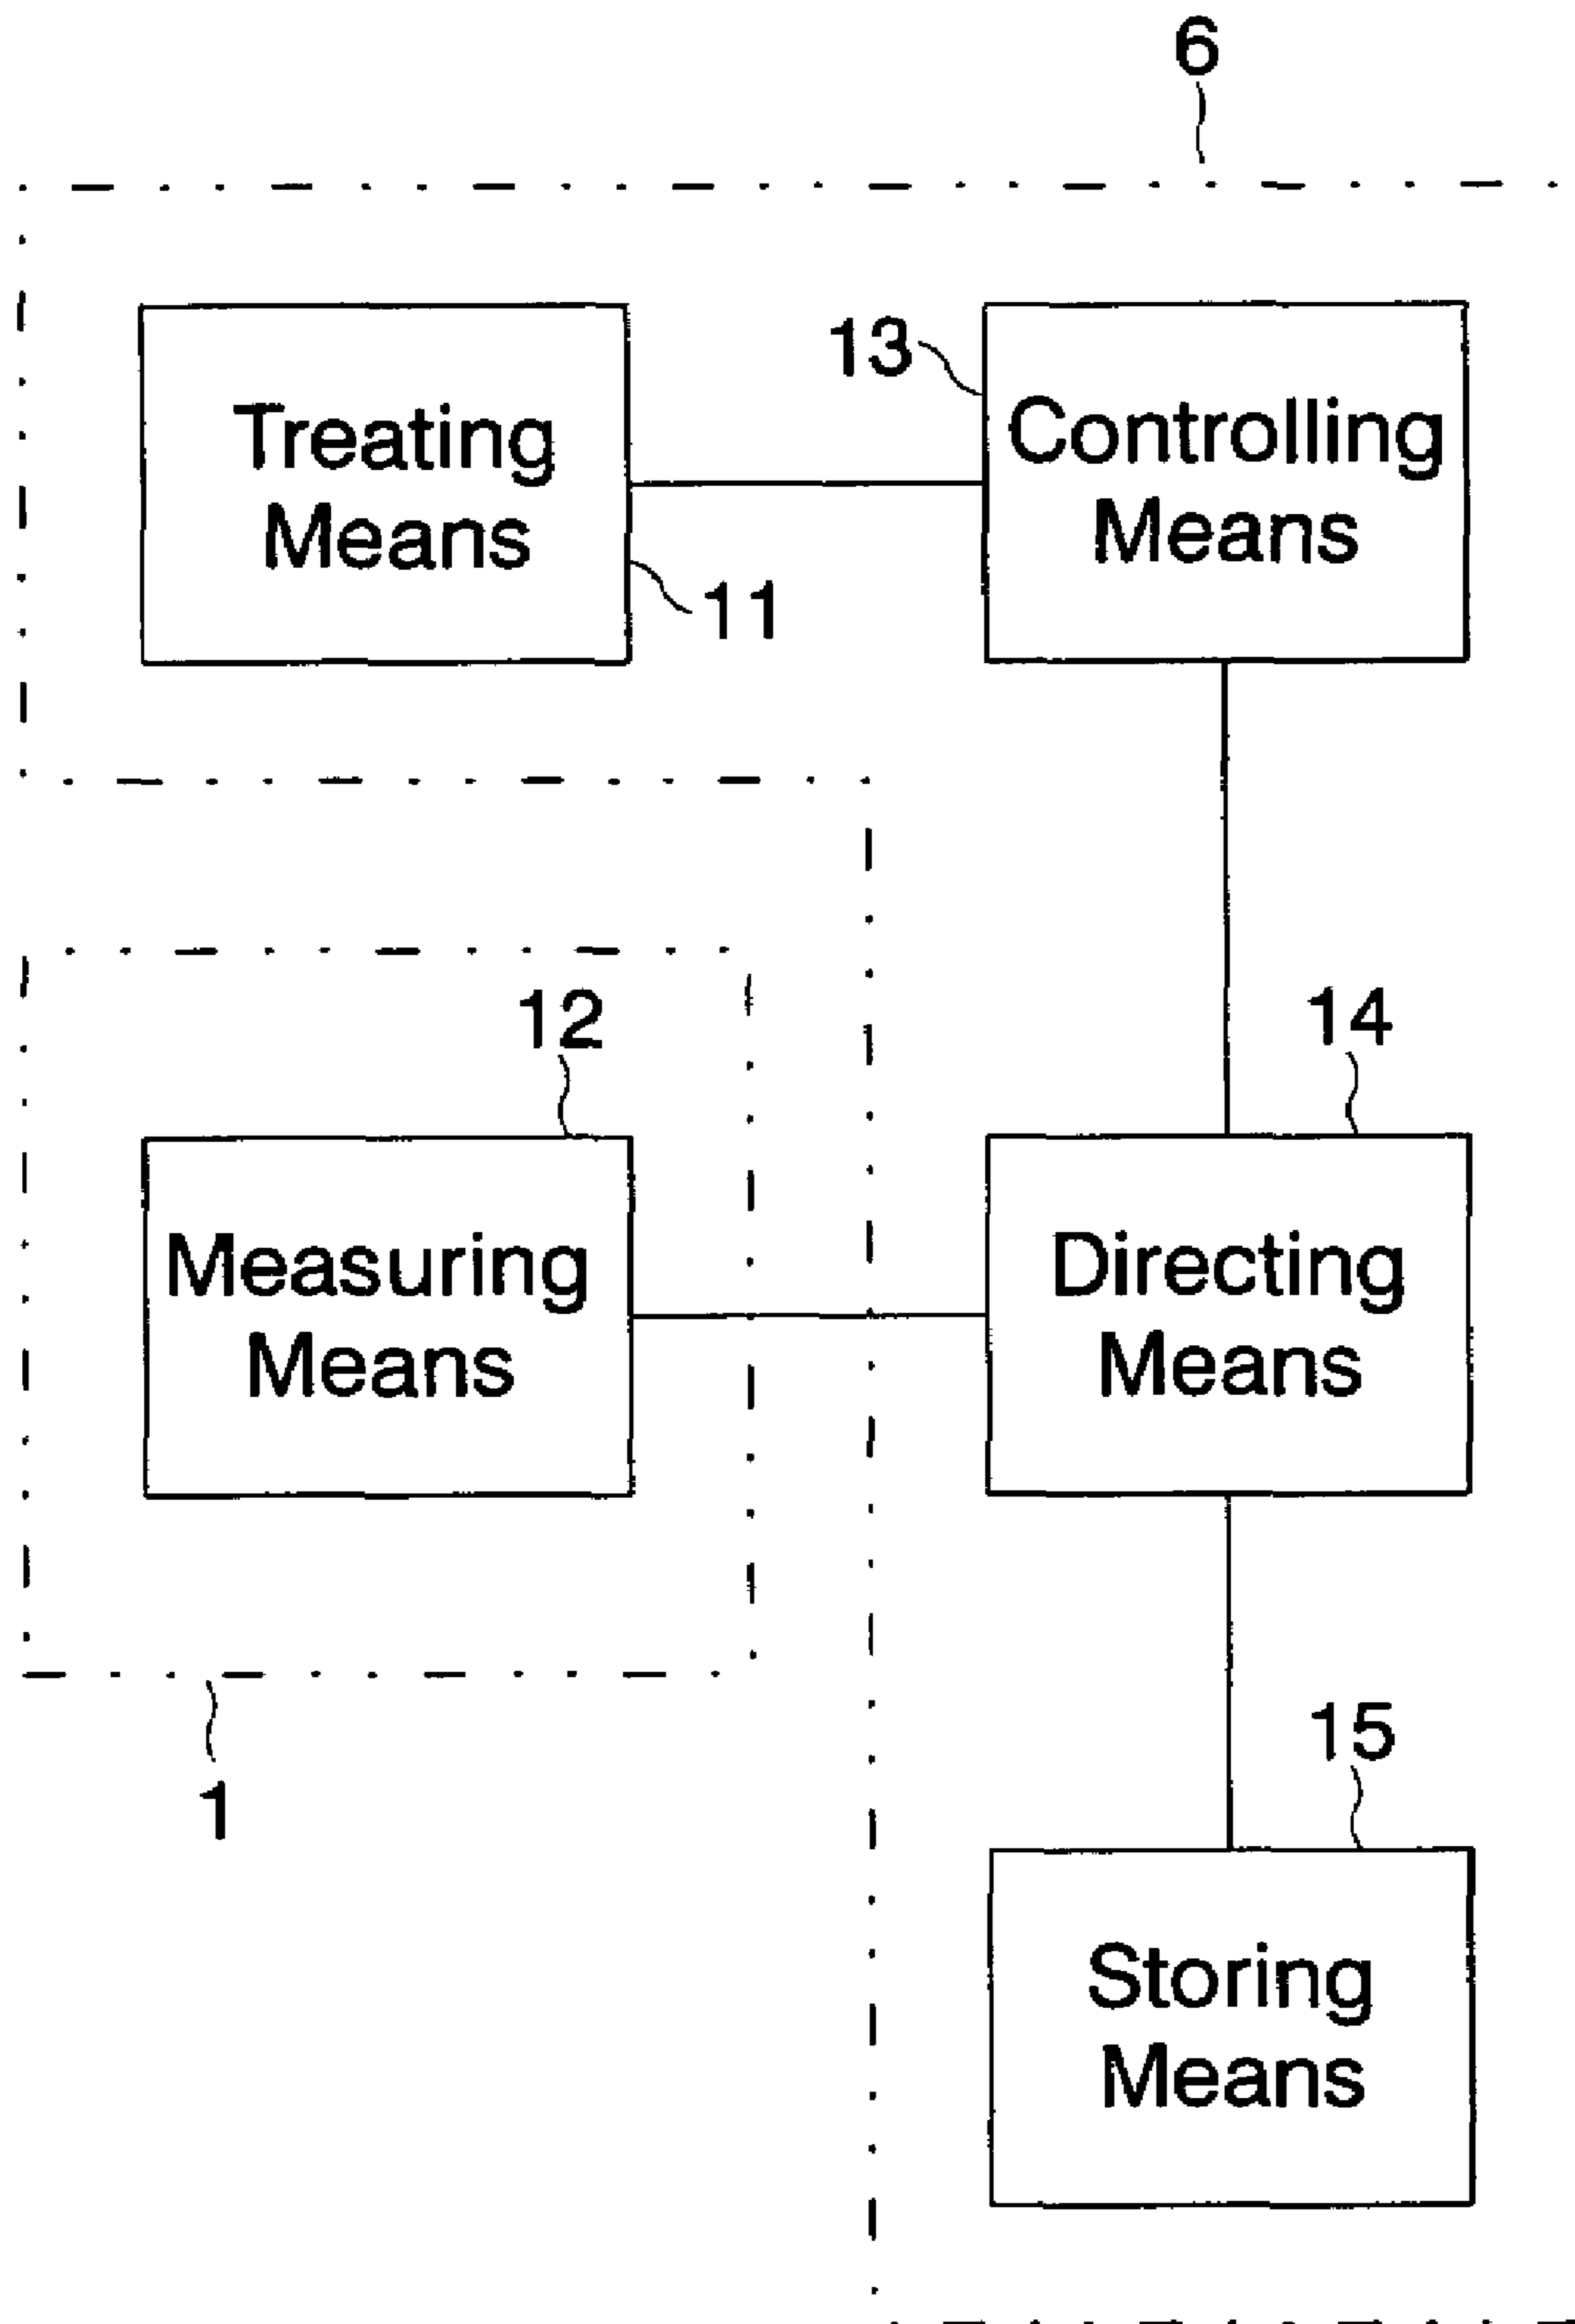 6
Treating
Means
11
13
Controlling
Means
12
Measuring
Means
14
Directing
Means
1
15
Storing
Means